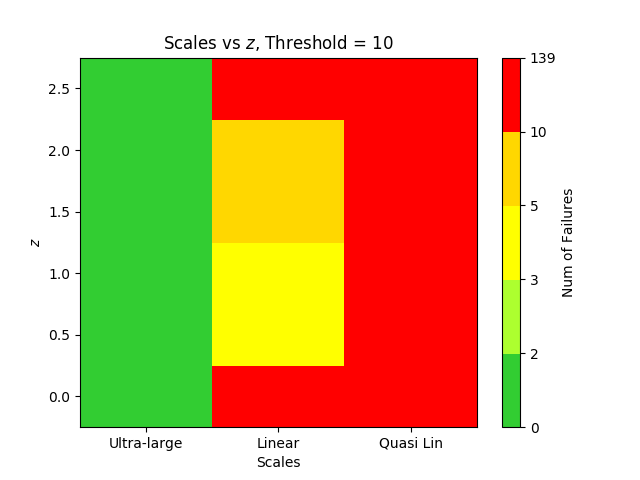 Scales vs z, Threshold = 10
2.5
2.0
1.5
1.0
0.5
0.0
z
Ultra-large
Linear
Quasi Lin
Scales
139
10
5
3
2
0
Num of Failures